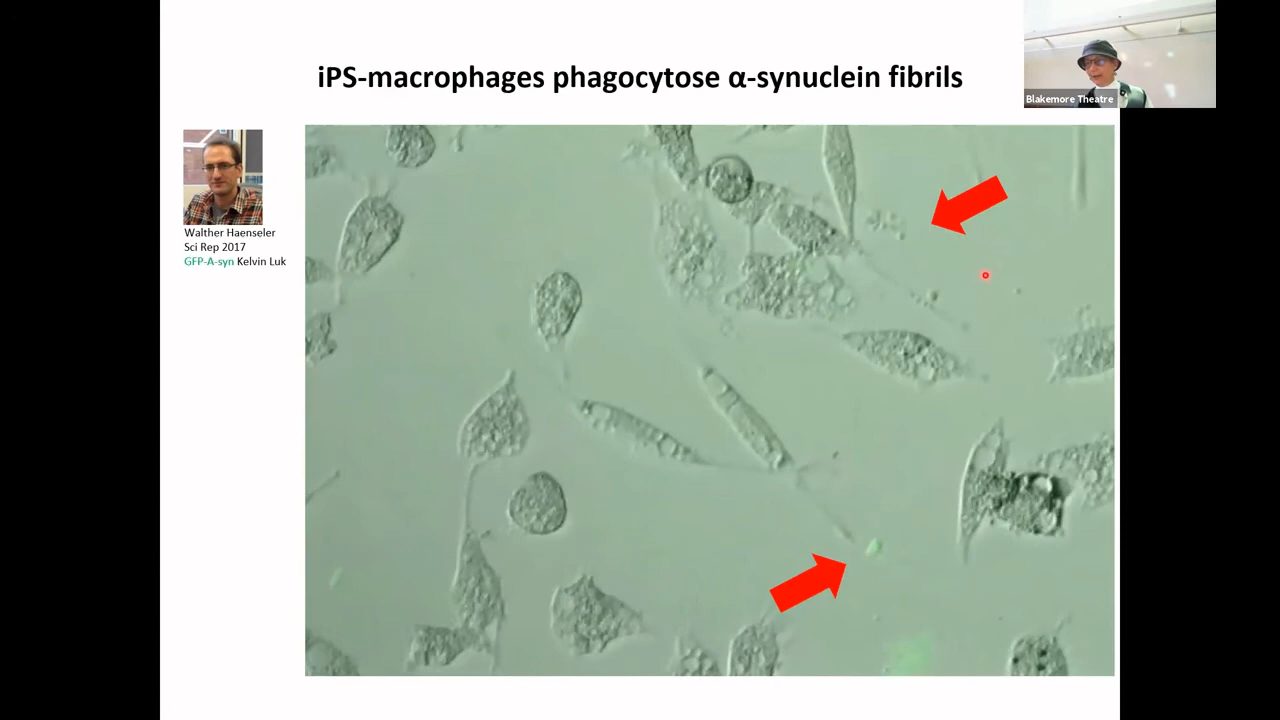 iPS-macrophages phagocytose α-synuclein fibrils
Blakemore Theatre
Walther Haenseler
Sci Rep 2017
GFP-A-syn Kelvin Luk